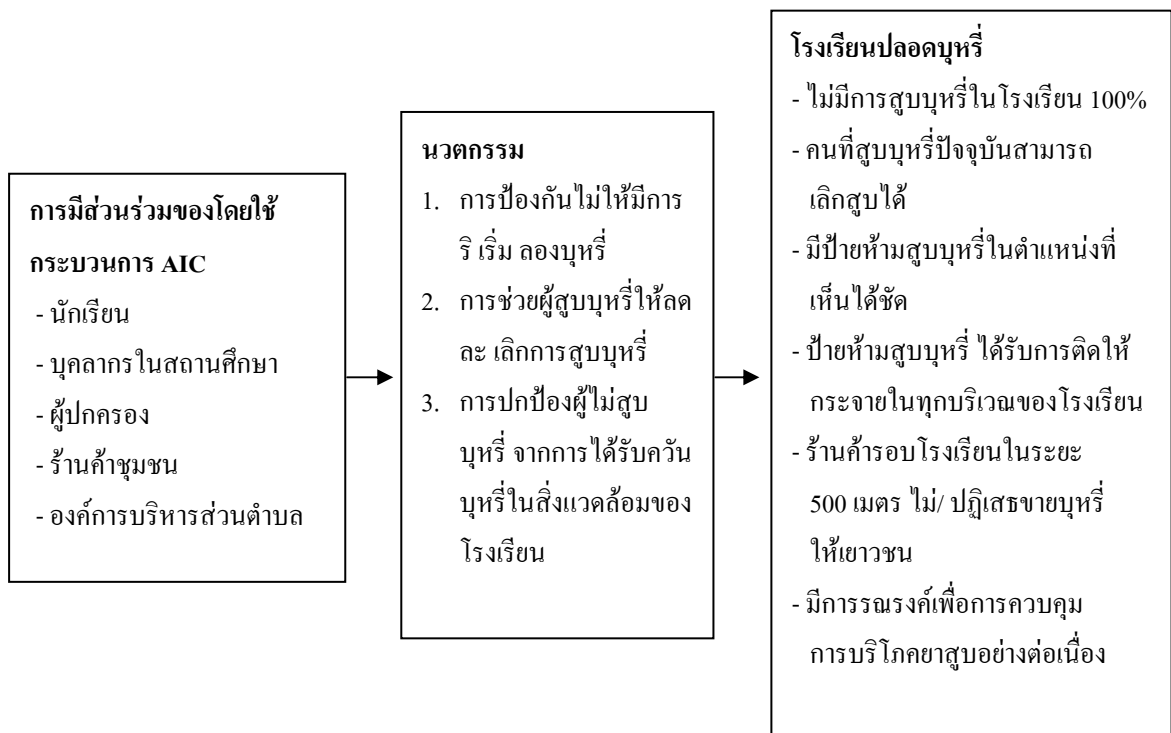 การมีส่วนร่วมของโดยใช้
กระบวนการ AIC
- นักเรียน
- บุคลากรในสถานศึกษา
- ผู้ปกครอง
- ร้านค้าชุมชน
- องค์การบริหารส่วนตำบล
นวตกรรม
1. การป้องกันไม่ให้มีการ
ริ เริ่ม ลองบุหรี่
2. การช่วยผู้สูบบุหรี่ให้ลด
ละ เลิกการสูบบุหรี่
3. การปกป้องผู้ไม่สูบ
บุหรี่ จากการได้รับควัน
บุหรี่ในสิ่งแวดล้อมของ
โรงเรียน
โรงเรียนปลอดบุหรี่
- ไม่มีการสูบบุหรี่ในโรงเรียน 100%
- คนที่สูบบุหรี่ปัจจุบันสามารถ
เลิกสูบได้
- มีป้ายห้ามสูบบุหรี่ในตำแหน่งที่
เห็นได้ชัด
- ป้ายห้ามสูบบุหรี่ ได้รับการติดให้
กระจายในทุกบริเวณของโรงเรียน
- ร้านค้ารอบโรงเรียนในระยะ
500 เมตร ไม่/ ปฏิเสธขายบุหรี่
ให้เยาวชน
- มีการรณรงค์เพื่อการควบคุม
การบริโภคยาสูบอย่างต่อเนื่อง